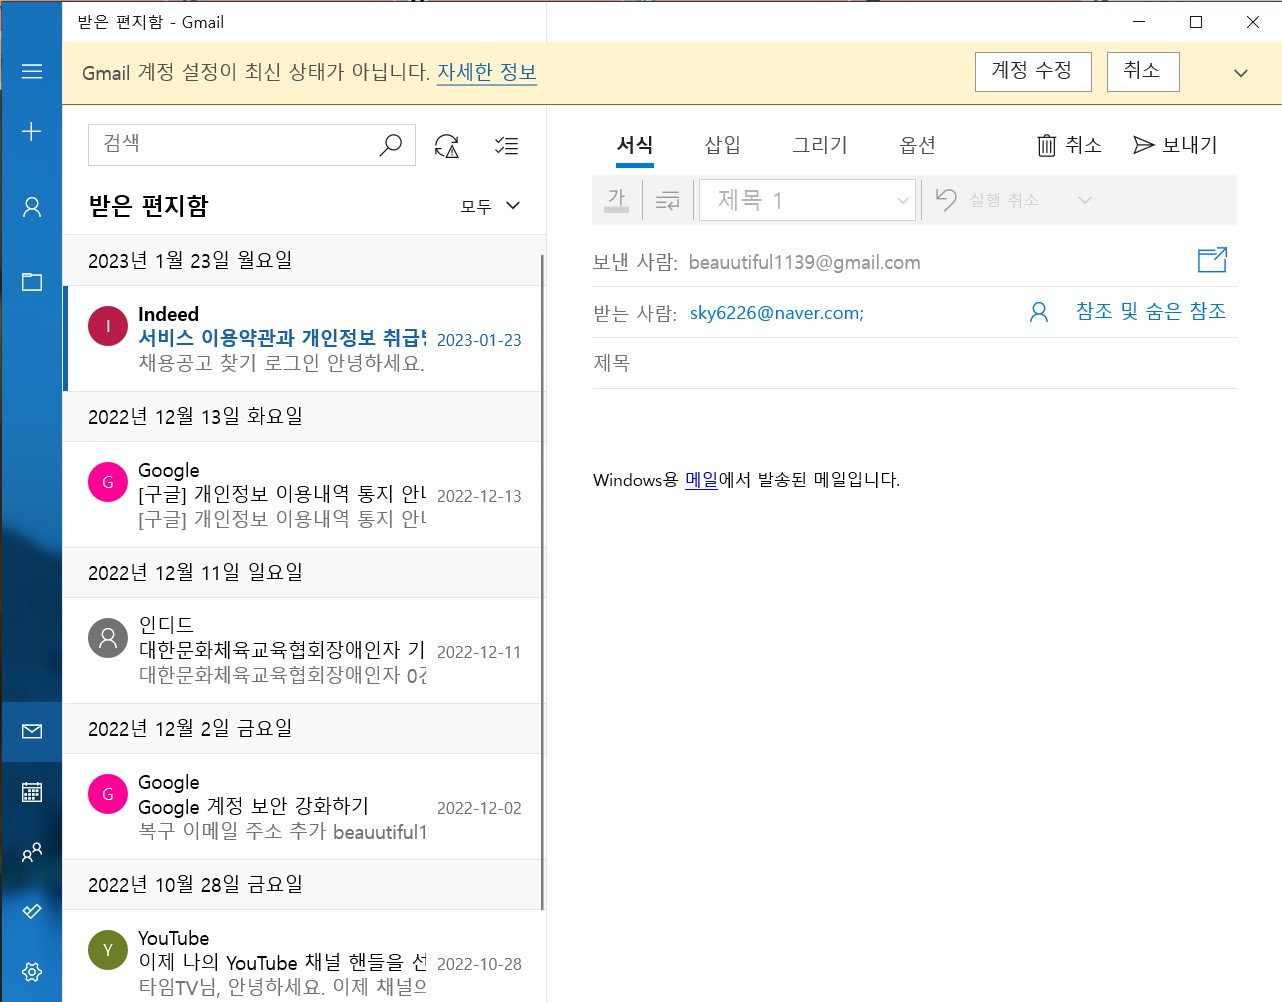 받은 편지함 - Gmail
Gmail 계정 설정이 최신 상태가 아닙니다. 자세한 정보
계정 수정
취소
검색
받은 편지함
모두
2023년 1월 23일 월요일
I
Indeed
서비스 이용약관과 개인정보 취급
2023-01-23
채용공고 찾기 로그인 안녕하세요.
2022년 12월 13일 화요일
G
Google
[구글] 개인정보 이용내역 통지
2022-12-13
[구글] 개인정보 이용내역 통지
2022년 12월 11일 일요일
인디드
대한문화체육교육협회장애인자 기
2022-12-11
대한문화체육교육협회장애인자
2022년 12월 2일 금요일
G
Google
Google 계정 보안 강화하기
2022-12-02
복구 이메일 주소 추가 beauutiful1
2022년 10월 28일 금요일
Y
YouTube
이제 나의 YouTube 채널 핸들을 선
2022-10-28
타임TV님, 안녕하세요. 이제 채널의
서식
삽입
그리기
옵션
취소
보내기
가
제목 1
실행 취소
보낸 사람: beauutiful1139@gmail.com
받는 사람: sky6226@naver.com;
참조 및 숨은 참조
제목
Windows용 메일에서 발송된 메일입니다.